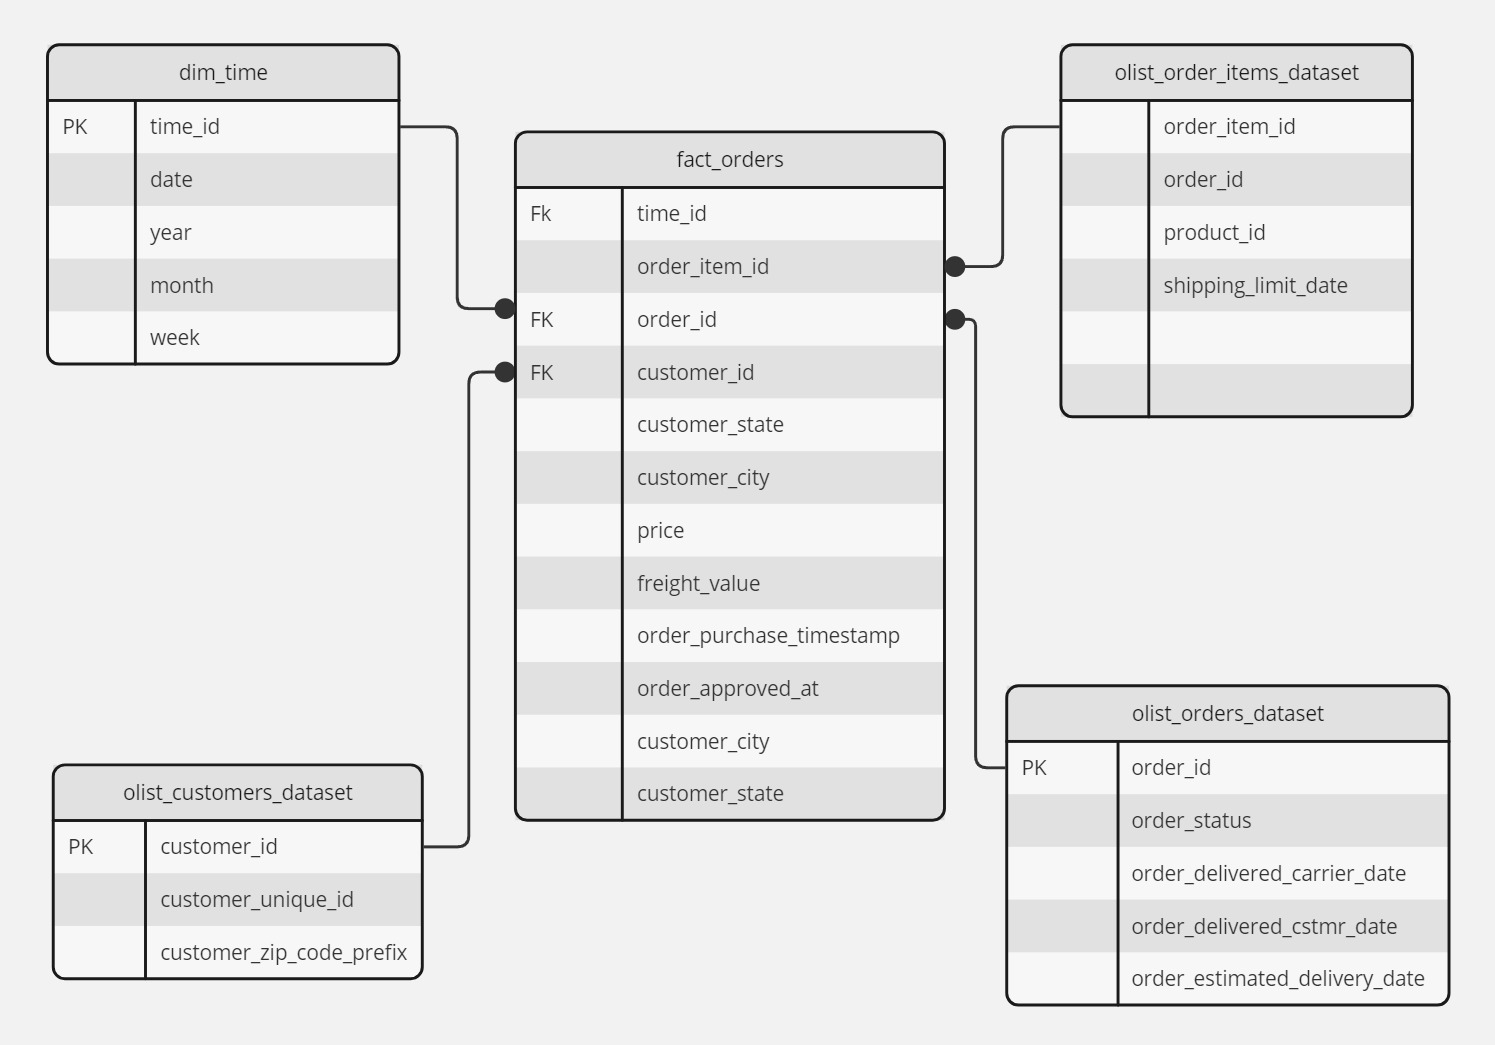 dim_time
PK time_id
date
year
month
week
fact_orders
Fk time_id
order_item_id
FK order_id
FK customer_id
customer_state
customer_city
price
freight_value
order_purchase_timestamp
order_approved_at
customer_city
customer_state
olist_order_items_dataset
order_item_id
order_id
product_id
shipping_limit_date
olist_customers_dataset
PK customer_id
customer_unique_id
customer_zip_code_prefix
olist_orders_dataset
PK order_id
order_status
order_delivered_carrier_date
order_delivered_cstmr_date
order_estimated_delivery_date